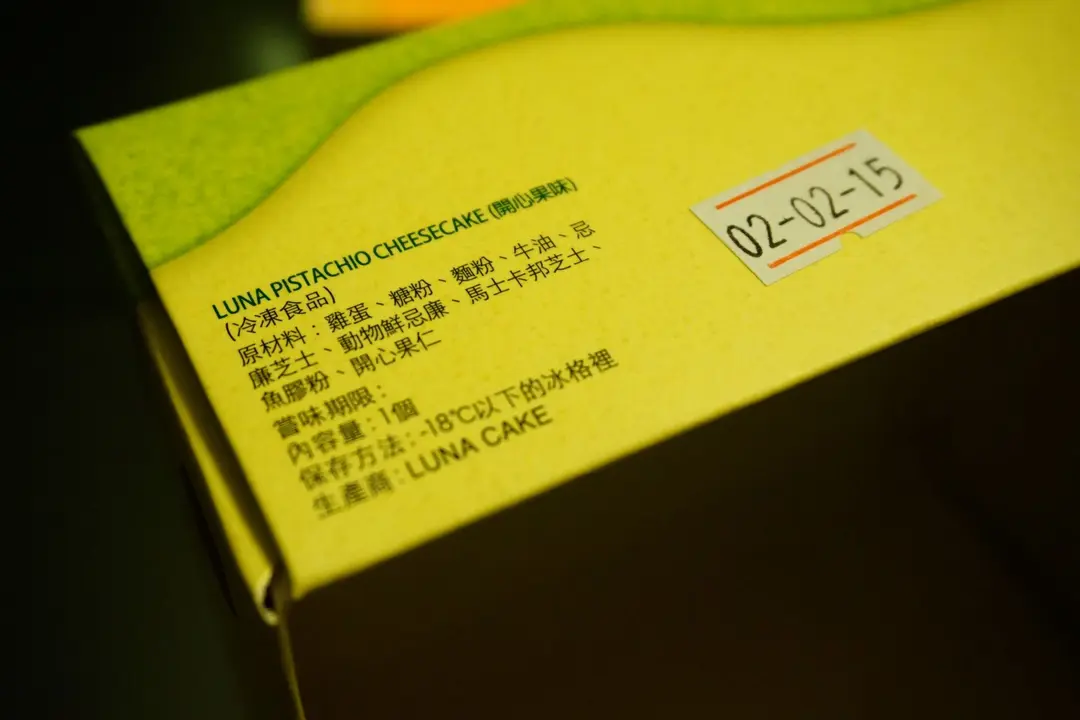 LUNA PISTACHIO CHEESECAKE (開心果味)
(冷凍食品)
原材料：雞蛋、糖粉、麵粉、牛油、忌
廉芝士、動物鮮忌廉、馬士卡邦芝士、
魚膠粉、開心果仁
賞味期限：
內容量：1個
保存方法：-18℃以下的冰格裡
生產商：LUNA CAKE
02-02-15